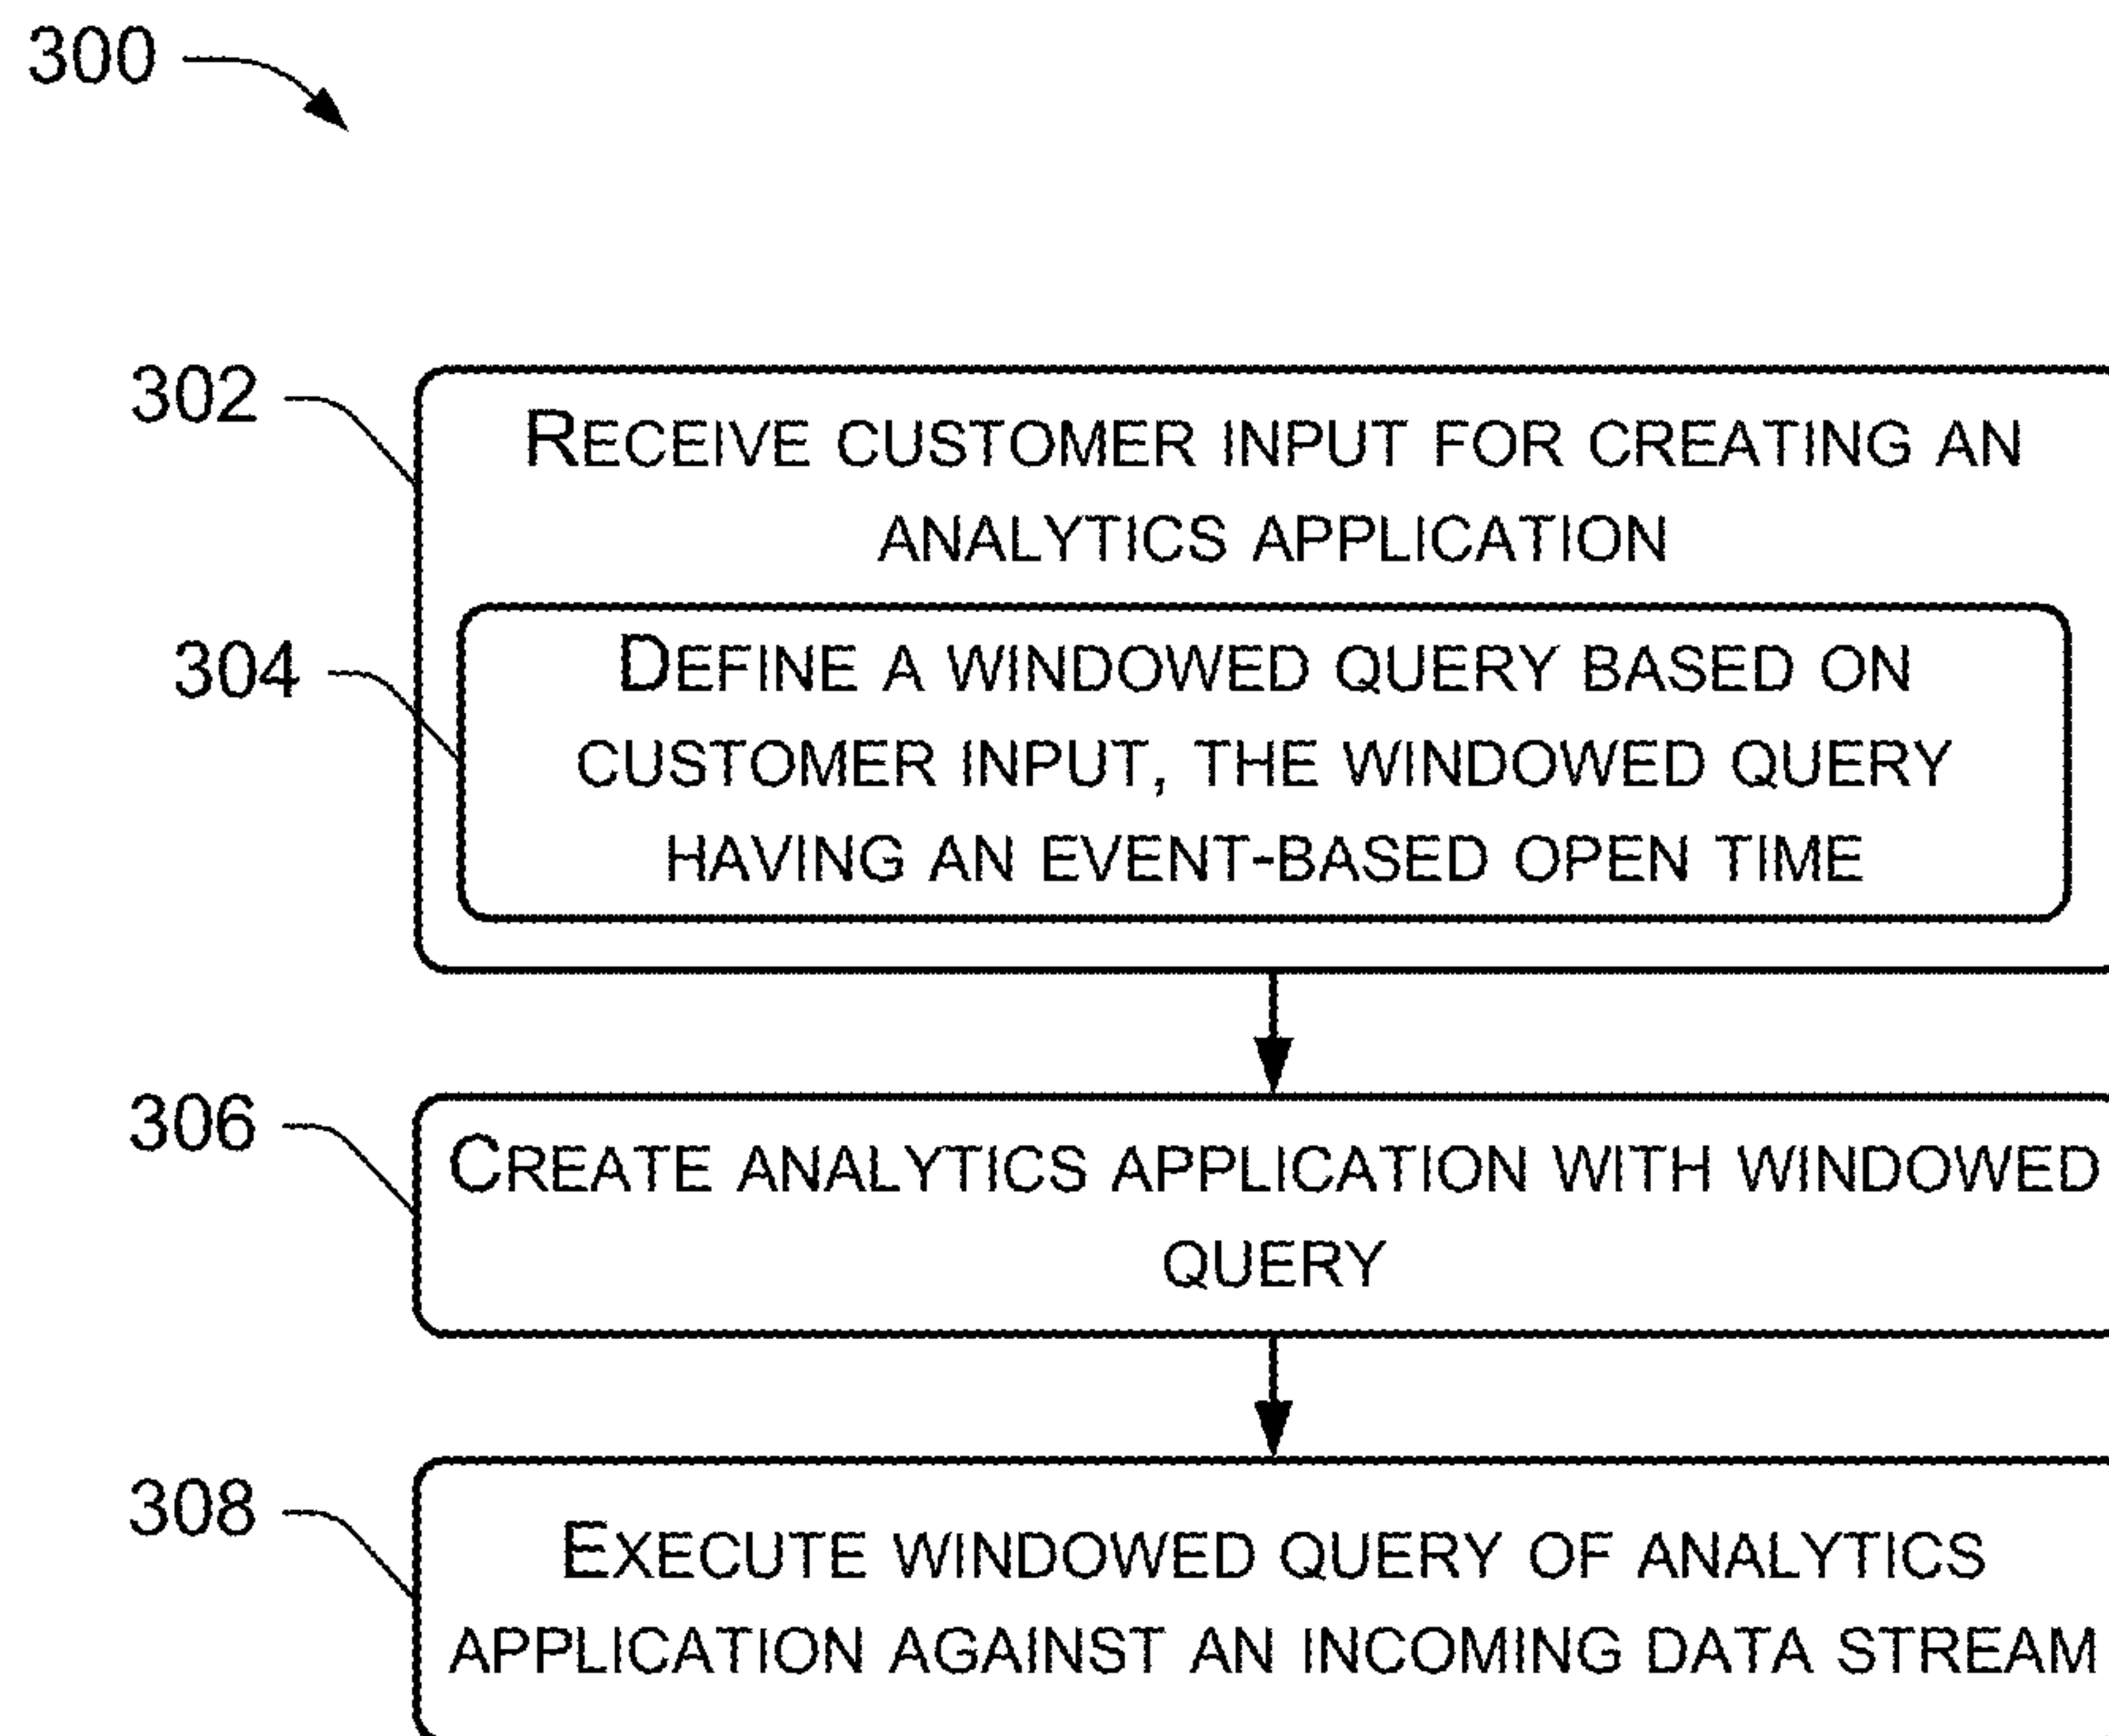 300
302
RECEIVE CUSTOMER INPUT FOR CREATING AN
ANALYTICS APPLICATION
304
DEFINE A WINDOWED QUERY BASED ON
CUSTOMER INPUT, THE WINDOWED QUERY
HAVING AN EVENT-BASED OPEN TIME
306
CREATE ANALYTICS APPLICATION WITH WINDOWED
QUERY
308
EXECUTE WINDOWED QUERY OF ANALYTICS
APPLICATION AGAINST AN INCOMING DATA STREAM